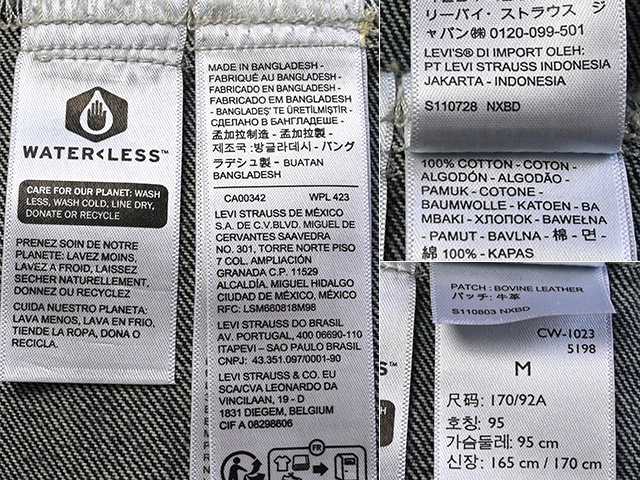 WATER<LESS™
CARE FOR OUR PLANET: WASH
LESS, WASH COLD, LINE DRY,
DONATE OR RECYCLE
PRENEZ SOIN DE NOTRE
PLANETE: LAVEZ MOINS,
LAVEZ A FROID, LAISSEZ
SECHER NATURELLEMENT,
DONNEZ OU RECYCLEZ
CUIDA NUESTRO PLANETA:
LAVA MENOS, LAVA EN FRIO,
TIENDE LA ROPA, DONA O
RECICLA.
MADE IN BANGLADESH -
FABRIQUÉ AU BANGLADESH -
FABRICADO EN BANGLADESH -
FABRICADO EM BANGLADESH
- BANGLADEŞ' TE ÜRETİLMİŞTİR -
СДЕЛАНО В БАНГЛАДЕШЕ -
孟加拉制造 - 孟加拉製 -
제조국 : 방글라데시 - バング
ラデシュ製 - BUATAN
BANGLADESH
CA00342 WPL 423
LEVI STRAUSS DE MÉXICO
S.A. DE C.V.BLVD. MIGUEL DE
CERVANTES SAAVEDRA
NO. 301, TORRE NORTE PISO
7 COL. AMPLIACIÓN
GRANADA C.P. 11529
ALCALDÍA. MIGUEL HIDALGO
CIUDAD DE MÉXICO, MÉXICO
RFC: LSM660818M98
LEVI STRAUSS DO BRASIL
AV. PORTUGAL, 400 06690-110
ITAPEVI – SAO PAULO BRASIL
CNPJ: 43.351.097/0001-90
LEVI STRAUSS & CO. EU
SCA/CVA LEONARDO DA
VINCILAAN, 19 - D
1831 DIEGEM, BELGIUM
CIF A 08298606
FR
リーバイ・ストラウス ジ
ャパン㈱ 0120-099-501
LEVI'S® DI IMPORT OLEH:
PT LEVI STRAUSS INDONESIA
JAKARTA - INDONESIA
S110728 NXBD
100% COTTON - COTON -
ALGODÓN - ALGODÃO -
PAMUK - COTONE -
BAUMWOLLE - KATOEN - BA
MBAKI - ХЛОПОК - BAWEŁNA
- PAMUT - BAVLNA - 棉 - 면 -
綿 100% - KAPAS
PATCH : BOVINE LEATHER
パッチ : 牛革
S110803 NXBD
CW-1023
5198
M
尺码 : 170/92A
호칭 : 95
가슴둘레 : 95 cm
신장 : 165 cm / 170 cm